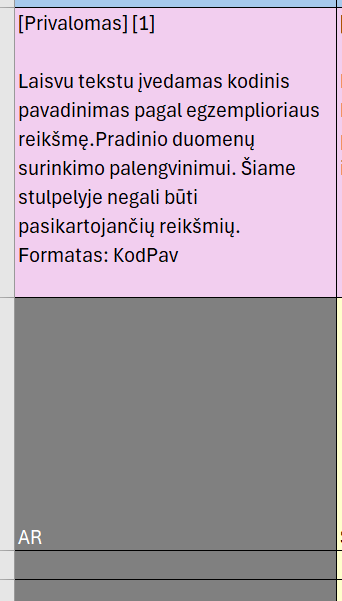 [Privalomas] [1]
Laisvu tekstu įvedamas kodinis
pavadinimas pagal egzemplioriaus
reikšmę.Pradinio duomenų
surinkimo palengvinimui. Šiame
stulpelyje negali būti
pasikartojančių reikšmių.
Formatas: KodPav
AR